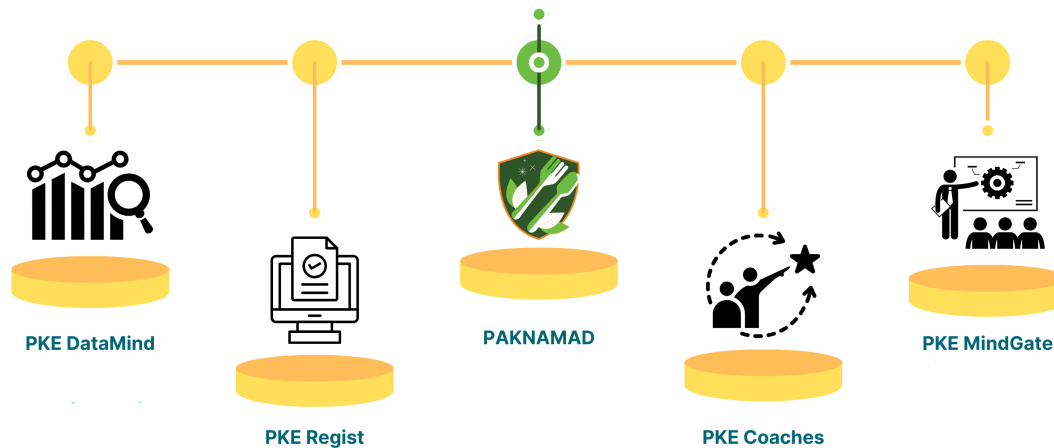 PKE DataMind
PKE Regist
PAKNAMAD
PKE Coaches
PKE MindGate